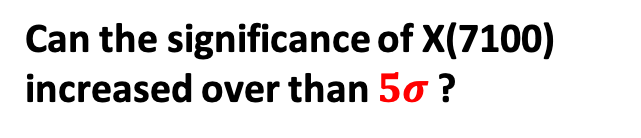 Can the significance of X(7100)
increased over than 5σ ?